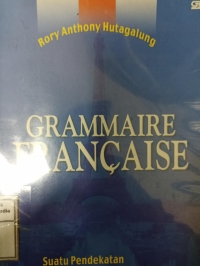 Rory Anthony Hutagalung
GRAMMAIRE
FRANÇAISE
Suatu Pendekatan